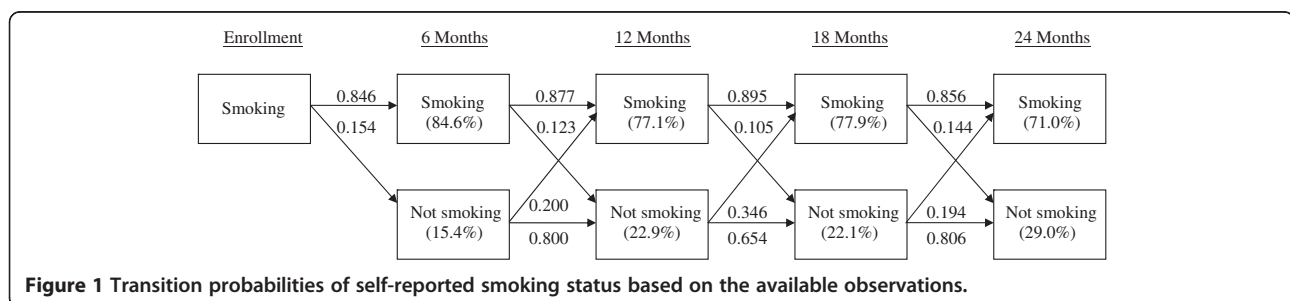 Enrollment 6 Months 12 Months 18 Months 24 Months
0.846 0.877 0.895 0.856
Smoking Smoking Smoking Smoking Smoking
(84.6%) (77.1%) (77.9%) (71.0%)
0.154 0.123 0.105 0.144
Not smoking Not smoking Not smoking Not smoking
(15.4%) (22.9%) (22.1%) (29.0%)
0.200 0.346 0.194
0.800 0.654 0.806
Figure 1 Transition probabilities of self-reported smoking status based on the available observations.